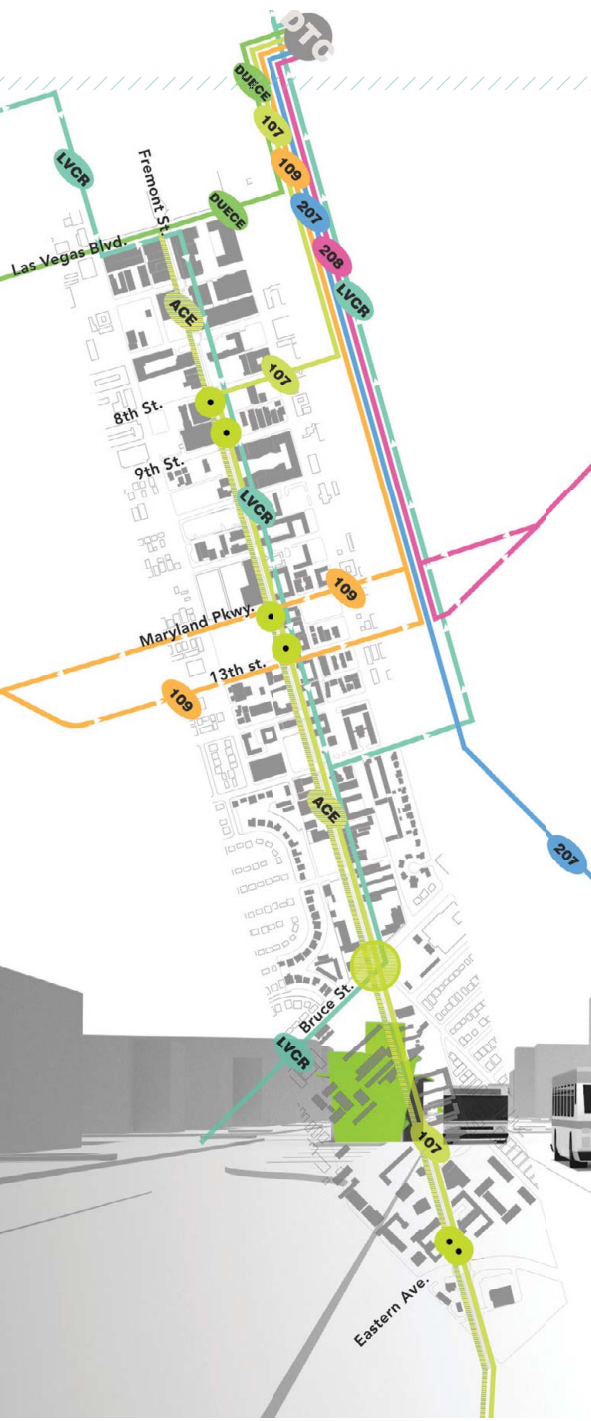 DTC
DUECE
107
LVCR
Fremont St.
109
DUECE
207
Las Vegas Blvd.
208
LVCR
ACE
107
8th St.
9th St.
LVCR
109
Maryland Pkwy.
13th st.
109
ACE
207
Bruce St.
LVCR
107
Eastern Ave.